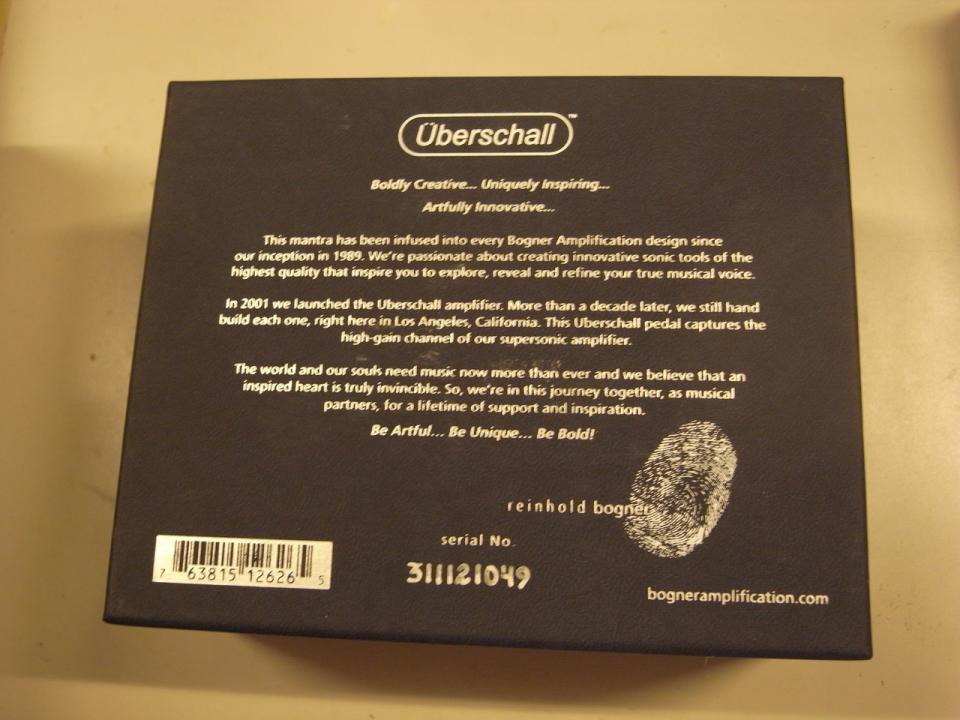 Überschall™
Boldly Creative... Uniquely Inspiring...
Artfully Innovative...
This mantra has been infused into every Bogner Amplification design since
our inception in 1989. We're passionate about creating innovative sonic tools of the
highest quality that inspire you to explore, reveal and refine your true musical voice.
In 2001 we launched the Uberschall amplifier. More than a decade later, we still hand
build each one, right here in Los Angeles, California. This Uberschall pedal captures the
high-gain channel of our supersonic amplifier.
The world and our souls need music now more than ever and we believe that an
inspired heart is truly invincible. So, we're in this journey together, as musical
partners, for a lifetime of support and inspiration.
Be Artful... Be Unique... Be Bold!
reinhold bogner
serial No.
311121049
7 63815 12626 5
bogneramplification.com